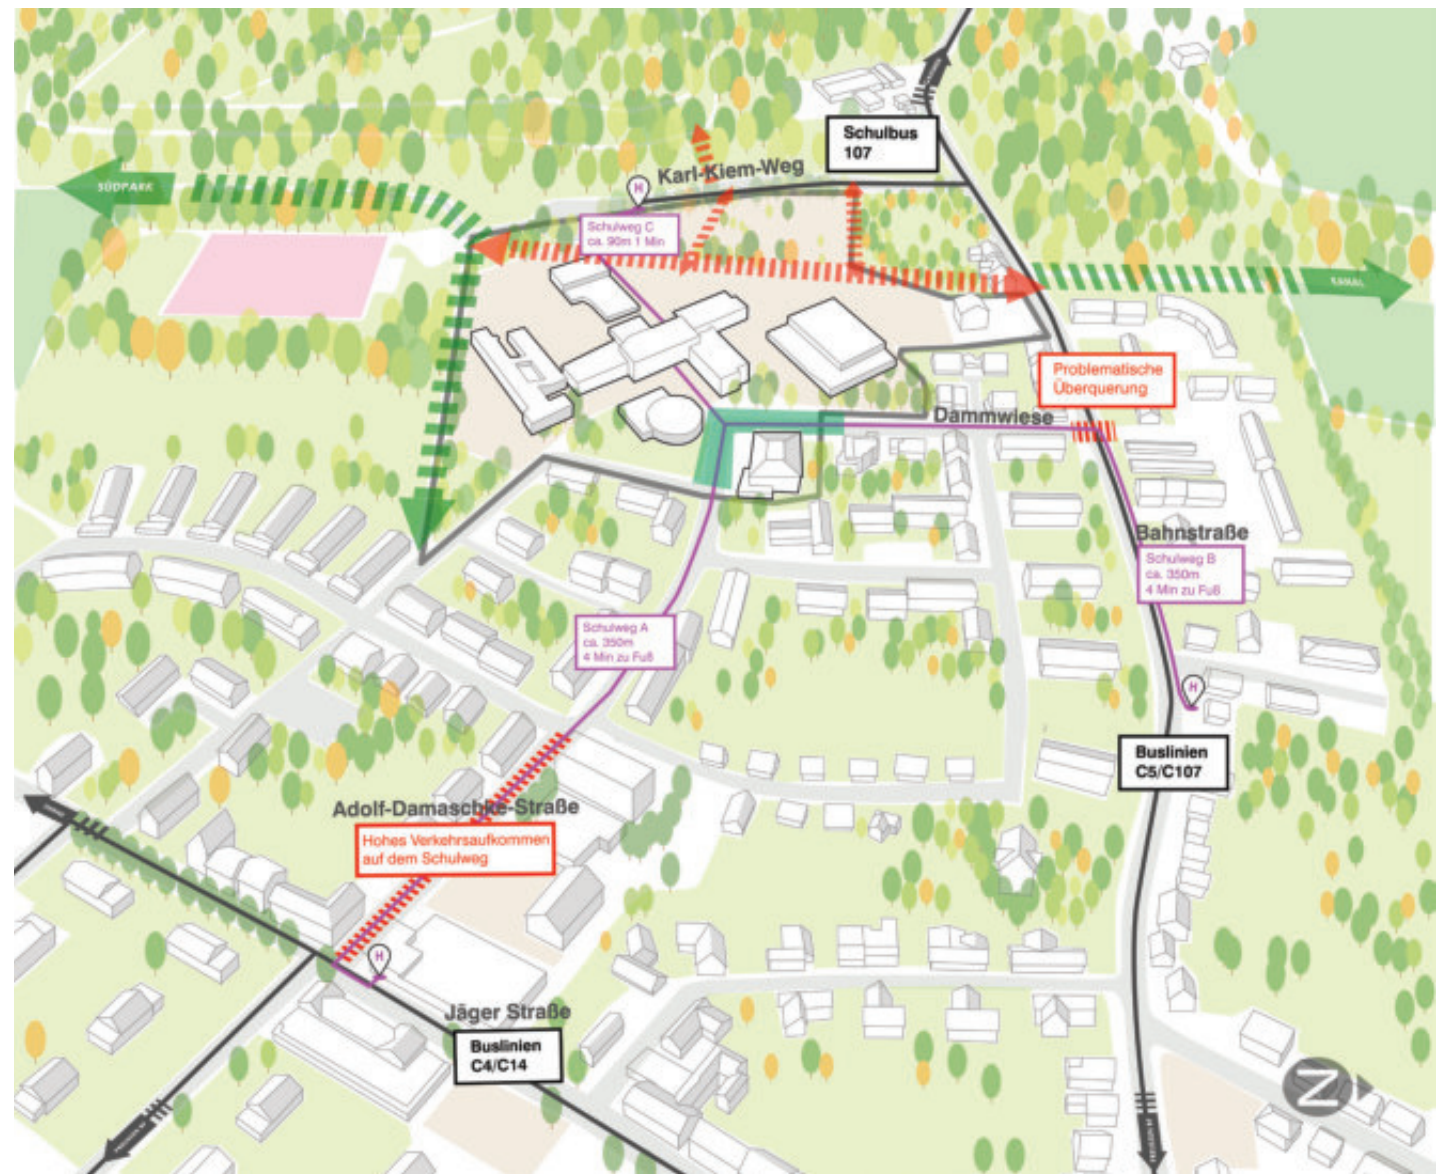 Schulbus
107
Karl-Kiem-Weg
SÜDPARK
H
Schulweg C
ca. 90m 1 Min
KANAL
Problematische
Überquerung
Dammwiese
Bahnstraße
Schulweg B
ca. 350m
4 Min zu Fuß
Schulweg A
ca. 350m
4 Min zu Fuß
H
Buslinien
C5/C107
Adolf-Damaschke-Straße
Hohes Verkehrsaufkommen
auf dem Schulweg
H
Jäger Straße
Buslinien
C4/C14
N